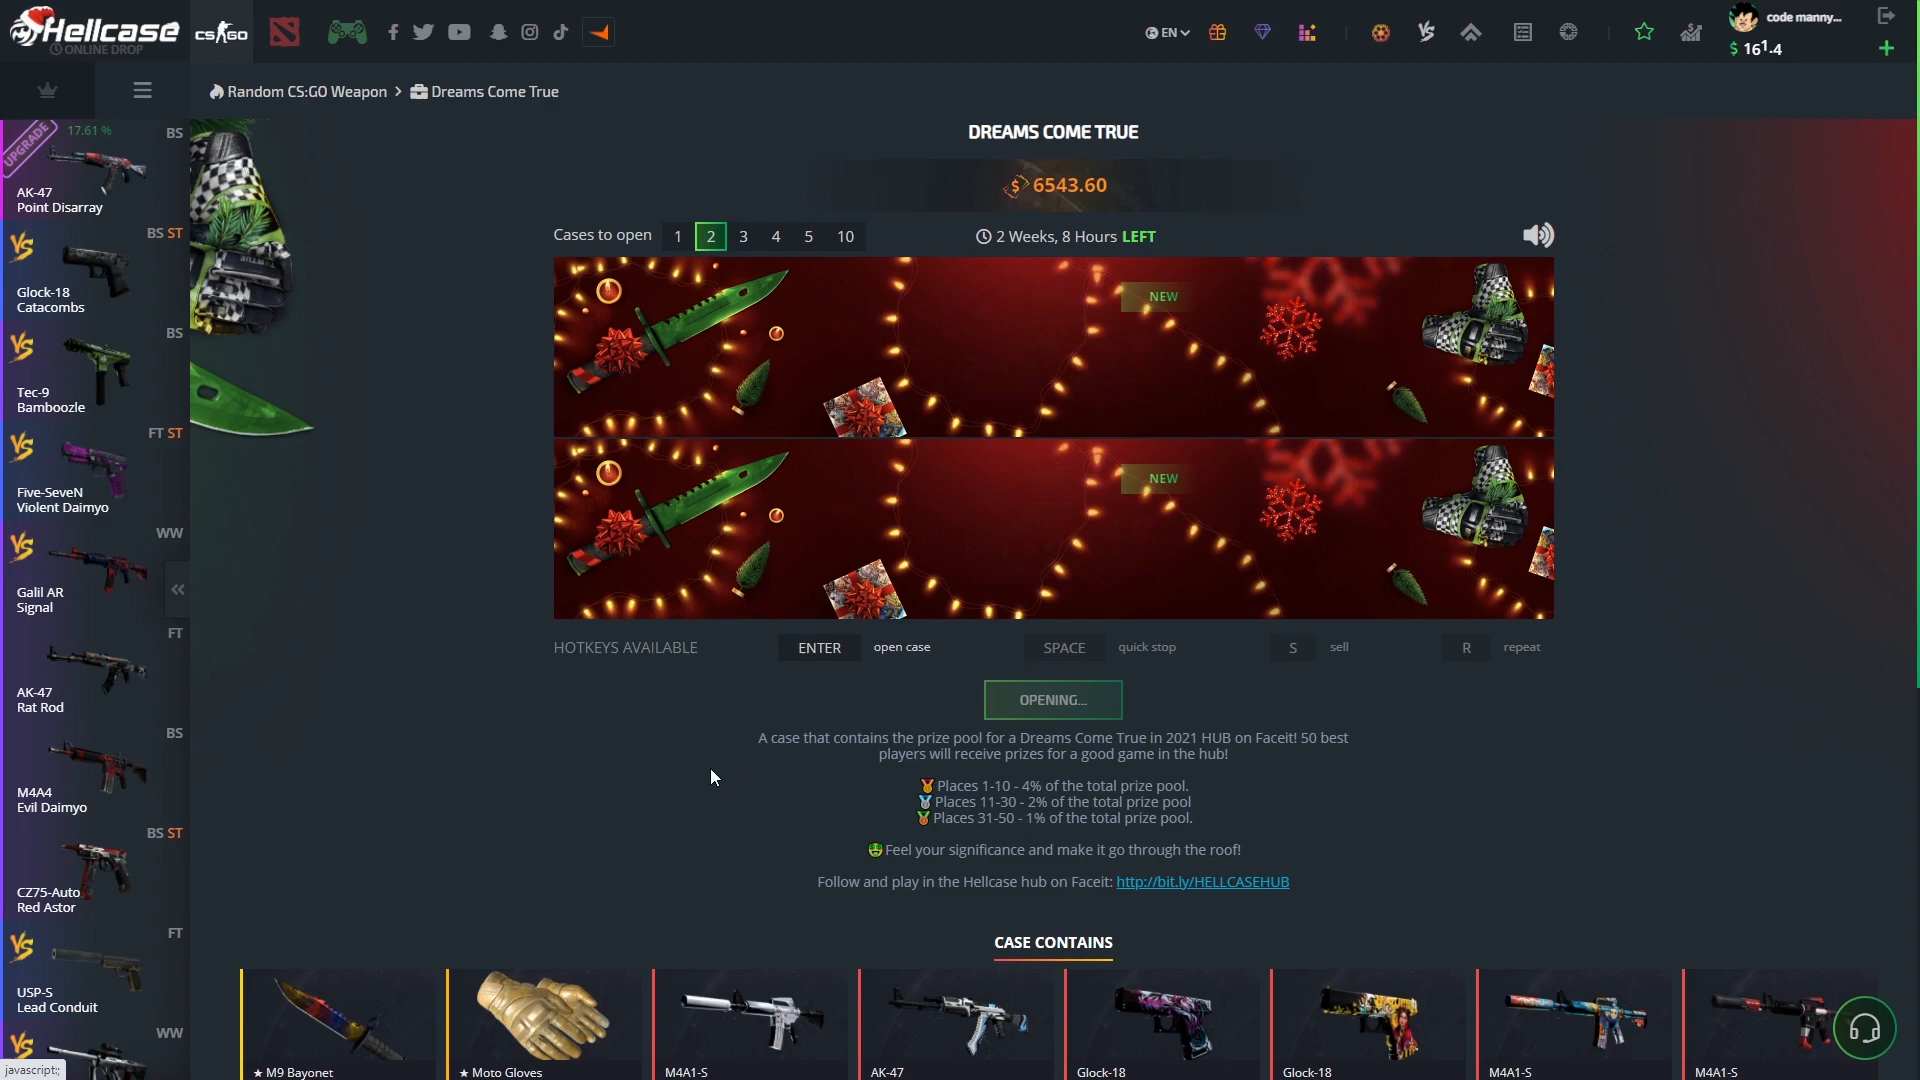 Hellcase
ONLINE DROP
CS:GO
EN
code manny...
$ 16
Random CS:GO Weapon > Dreams Come True
UPGRADE
17.61 %
BS
AK-47
Point Disarray
VS
BS ST
Glock-18
Catacombs
VS
BS
Tec-9
Bamboozle
VS
FT ST
Five-SeveN
Violent Daimyo
VS
WW
Galil AR
Signal
FT
AK-47
Rat Rod
BS
M4A4
Evil Daimyo
BS ST
CZ75-Auto
Red Astor
VS
FT
USP-S
Lead Conduit
VS
WW
javascript:;
DREAMS COME TRUE
$ 6543.60
Cases to open 1 2 3 4 5 10
2 Weeks, 8 Hours LEFT
NEW
NEW
HOTKEYS AVAILABLE ENTER open case SPACE quick stop S sell R repeat
OPENING...
A case that contains the prize pool for a Dreams Come True in 2021 HUB on Faceit! 50 best
players will receive prizes for a good game in the hub!
🥇Places 1-10 - 4% of the total prize pool.
🥈Places 11-30 - 2% of the total prize pool
🥉Places 31-50 - 1% of the total prize pool.
🤑Feel your significance and make it go through the roof!
Follow and play in the Hellcase hub on Faceit: http://bit.ly/HELLCASEHUB
CASE CONTAINS
★ M9 Bayonet
★ Moto Gloves
M4A1-S
AK-47
Glock-18
Glock-18
M4A1-S
M4A1-S